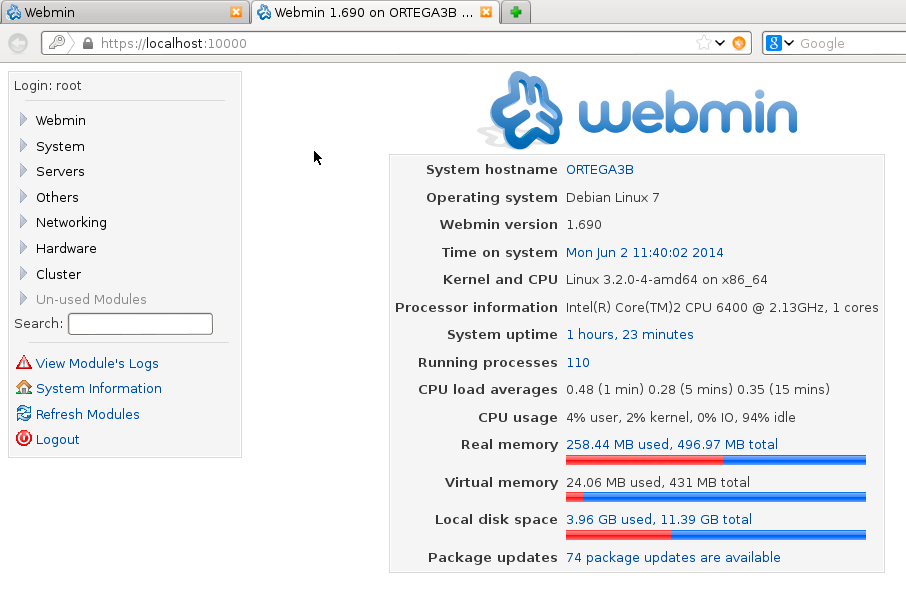 Webmin
Webmin 1.690 on ORTEGA3B ...
https://localhost:10000
8
Google
Login: root
Webmin
System
Servers
Others
Networking
Hardware
Cluster
Un-used Modules
Search:
View Module's Logs
System Information
Refresh Modules
Logout
webmin
System hostname ORTEGA3B
Operating system Debian Linux 7
Webmin version 1.690
Time on system Mon Jun 2 11:40:02 2014
Kernel and CPU Linux 3.2.0-4-amd64 on x86_64
Processor information Intel(R) Core(TM)2 CPU 6400 @ 2.13GHz, 1 cores
System uptime 1 hours, 23 minutes
Running processes 110
CPU load averages 0.48 (1 min) 0.28 (5 mins) 0.35 (15 mins)
CPU usage 4% user, 2% kernel, 0% IO, 94% idle
Real memory 258.44 MB used, 496.97 MB total
Virtual memory 24.06 MB used, 431 MB total
Local disk space 3.96 GB used, 11.39 GB total
Package updates 74 package updates are available